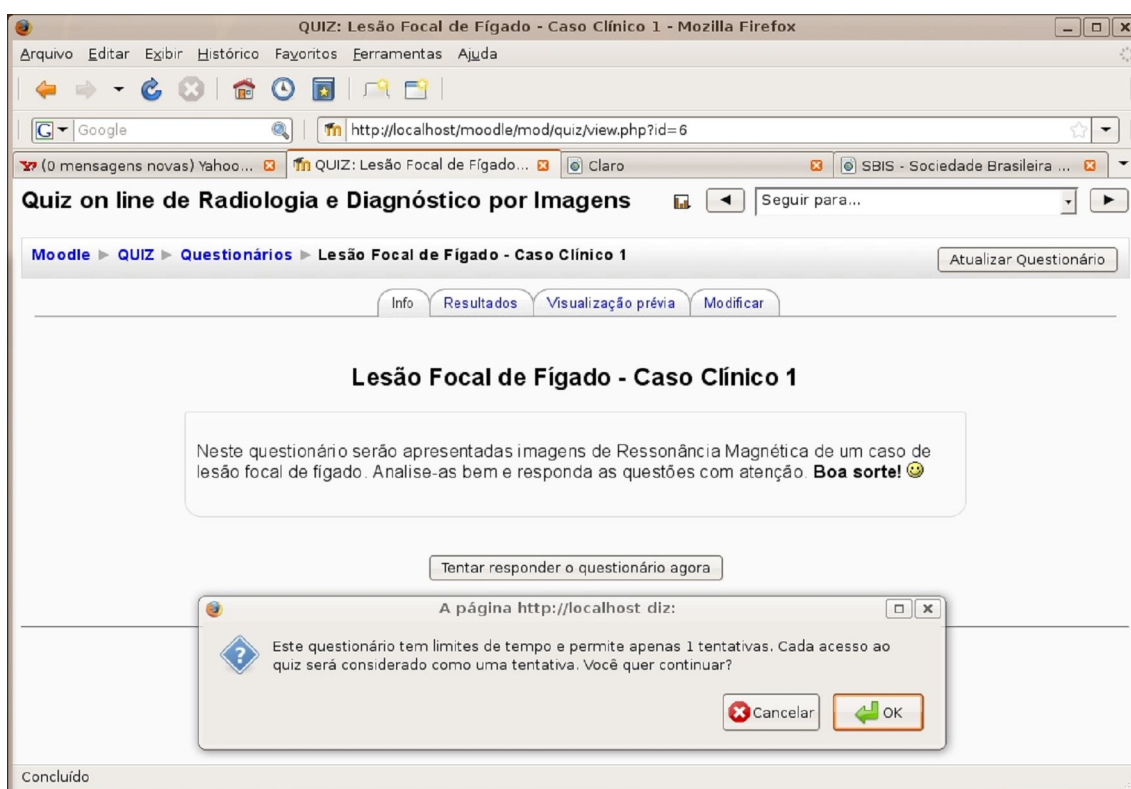 QUIZ: Lesão Focal de Fígado - Caso Clínico 1 - Mozilla Firefox
Arquivo Editar Exibir Histórico Favoritos Ferramentas Ajuda
G Google http://localhost/moodle/mod/quiz/view.php?id=6
(0 mensagens novas) Yahoo... QUIZ: Lesão Focal de Fígado... Claro SBIS - Sociedade Brasileira ...
Quiz on line de Radiologia e Diagnóstico por Imagens Seguir para...
Moodle ► QUIZ ► Questionários ► Lesão Focal de Fígado - Caso Clínico 1 Atualizar Questionário
Info Resultados Visualização prévia Modificar
Lesão Focal de Fígado - Caso Clínico 1
Neste questionário serão apresentadas imagens de Ressonância Magnética de um caso de
lesão focal de fígado. Analise-as bem e responda as questões com atenção. Boa sorte!
Tentar responder o questionário agora
A página http://localhost diz:
Este questionário tem limites de tempo e permite apenas 1 tentativas. Cada acesso ao
quiz será considerado como uma tentativa. Você quer continuar?
Cancelar OK
Concluído